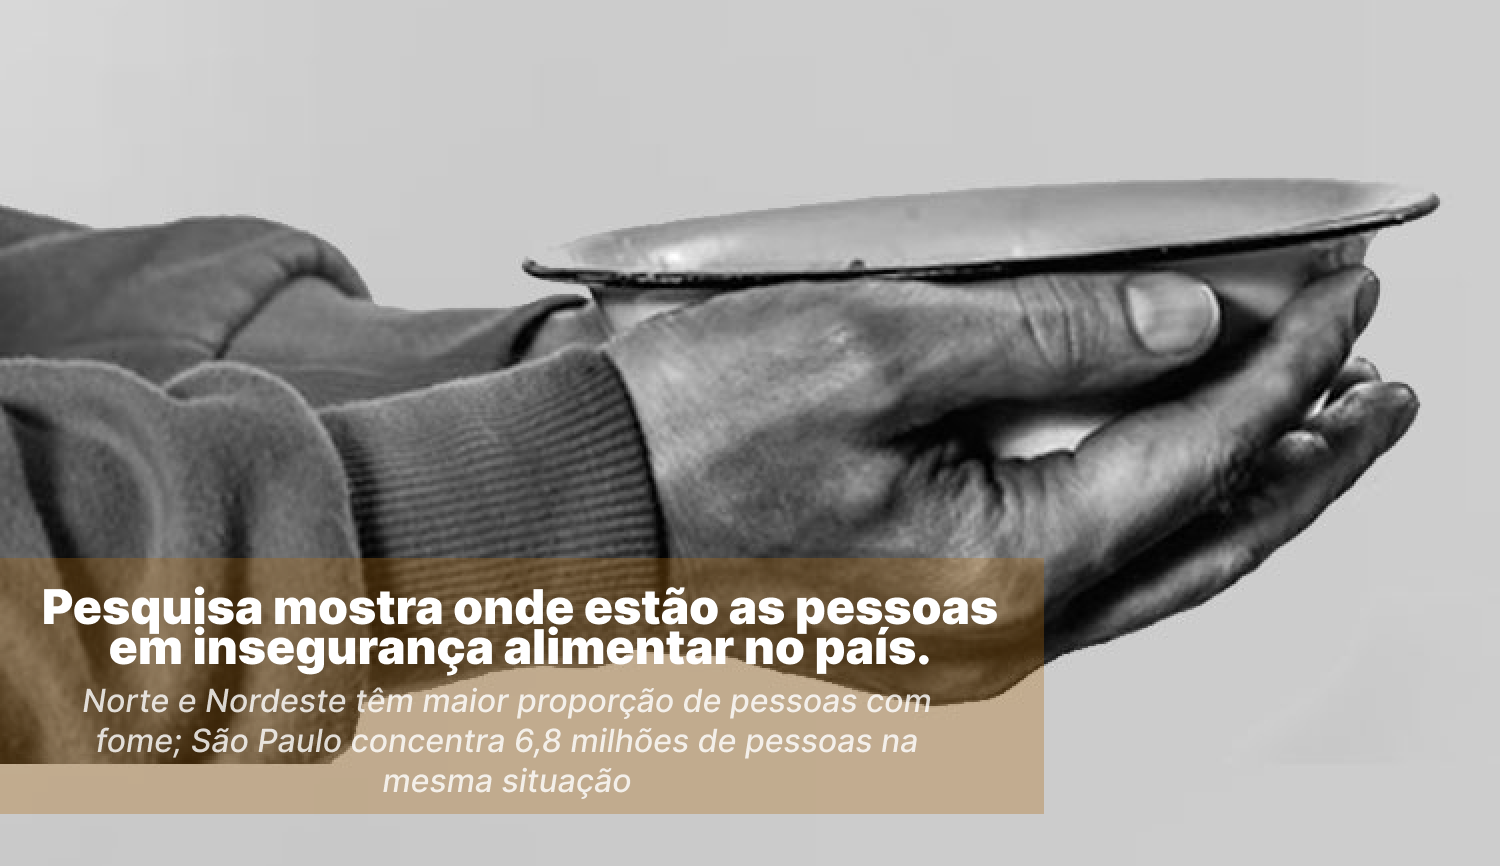 Pesquisa mostra onde estão as pessoas
em insegurança alimentar no país.
Norte e Nordeste têm maior proporção de pessoas com
fome; São Paulo concentra 6,8 milhões de pessoas na
mesma situação